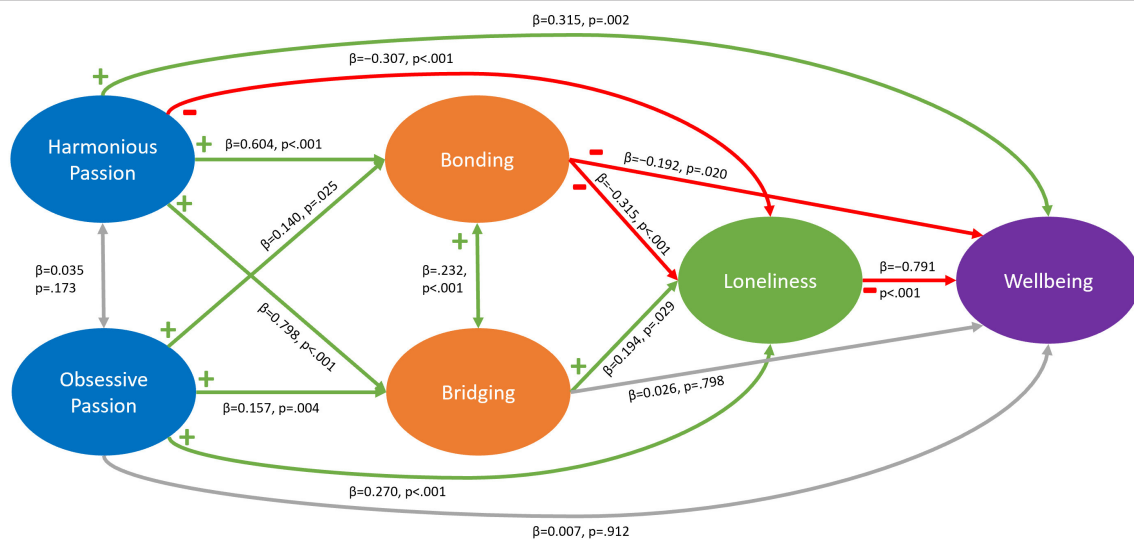 β=0.315, p=.002
β=−0.307, p<.001
+
-
Harmonious
Passion
+
β=0.604, p<.001
Bonding
-
β=−0.192, p=.020
-
β=−0.315, p<.001
+
β=0.140, p=.025
+
β=0.035
p=.173
β=.232,
p<.001
Loneliness
β=−0.791
-
p<.001
Wellbeing
β=0.798, p<.001
+
β=0.194, p=.029
+
Obsessive
Passion
+
β=0.157, p=.004
Bridging
+
β=0.026, p=.798
+
β=0.270, p<.001
β=0.007, p=.912